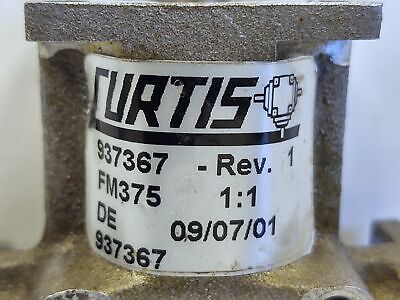 CURTIS
937367 - Rev. 1
FM375 1:1
DE 09/07/01
937367